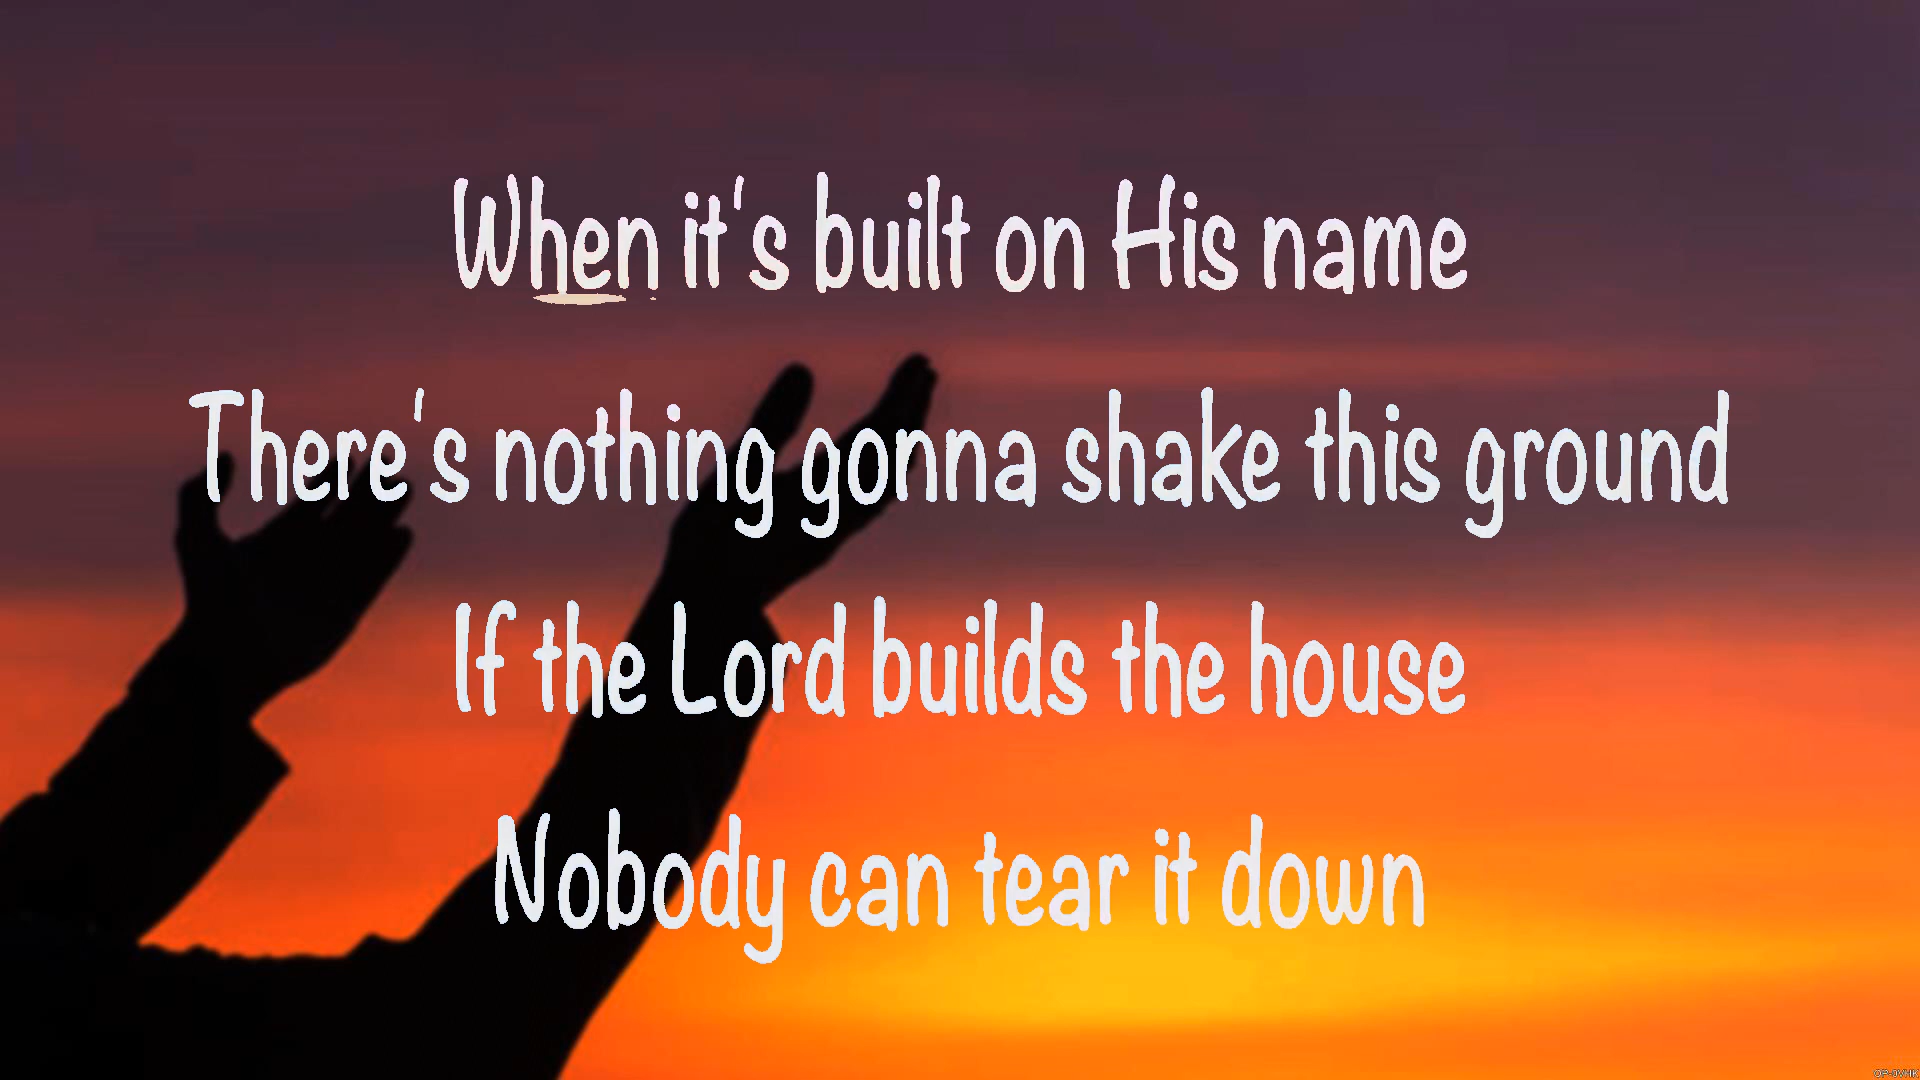 When it's built on His name
There's nothing gonna shake this ground
If the Lord builds the house
Nobody can tear it down